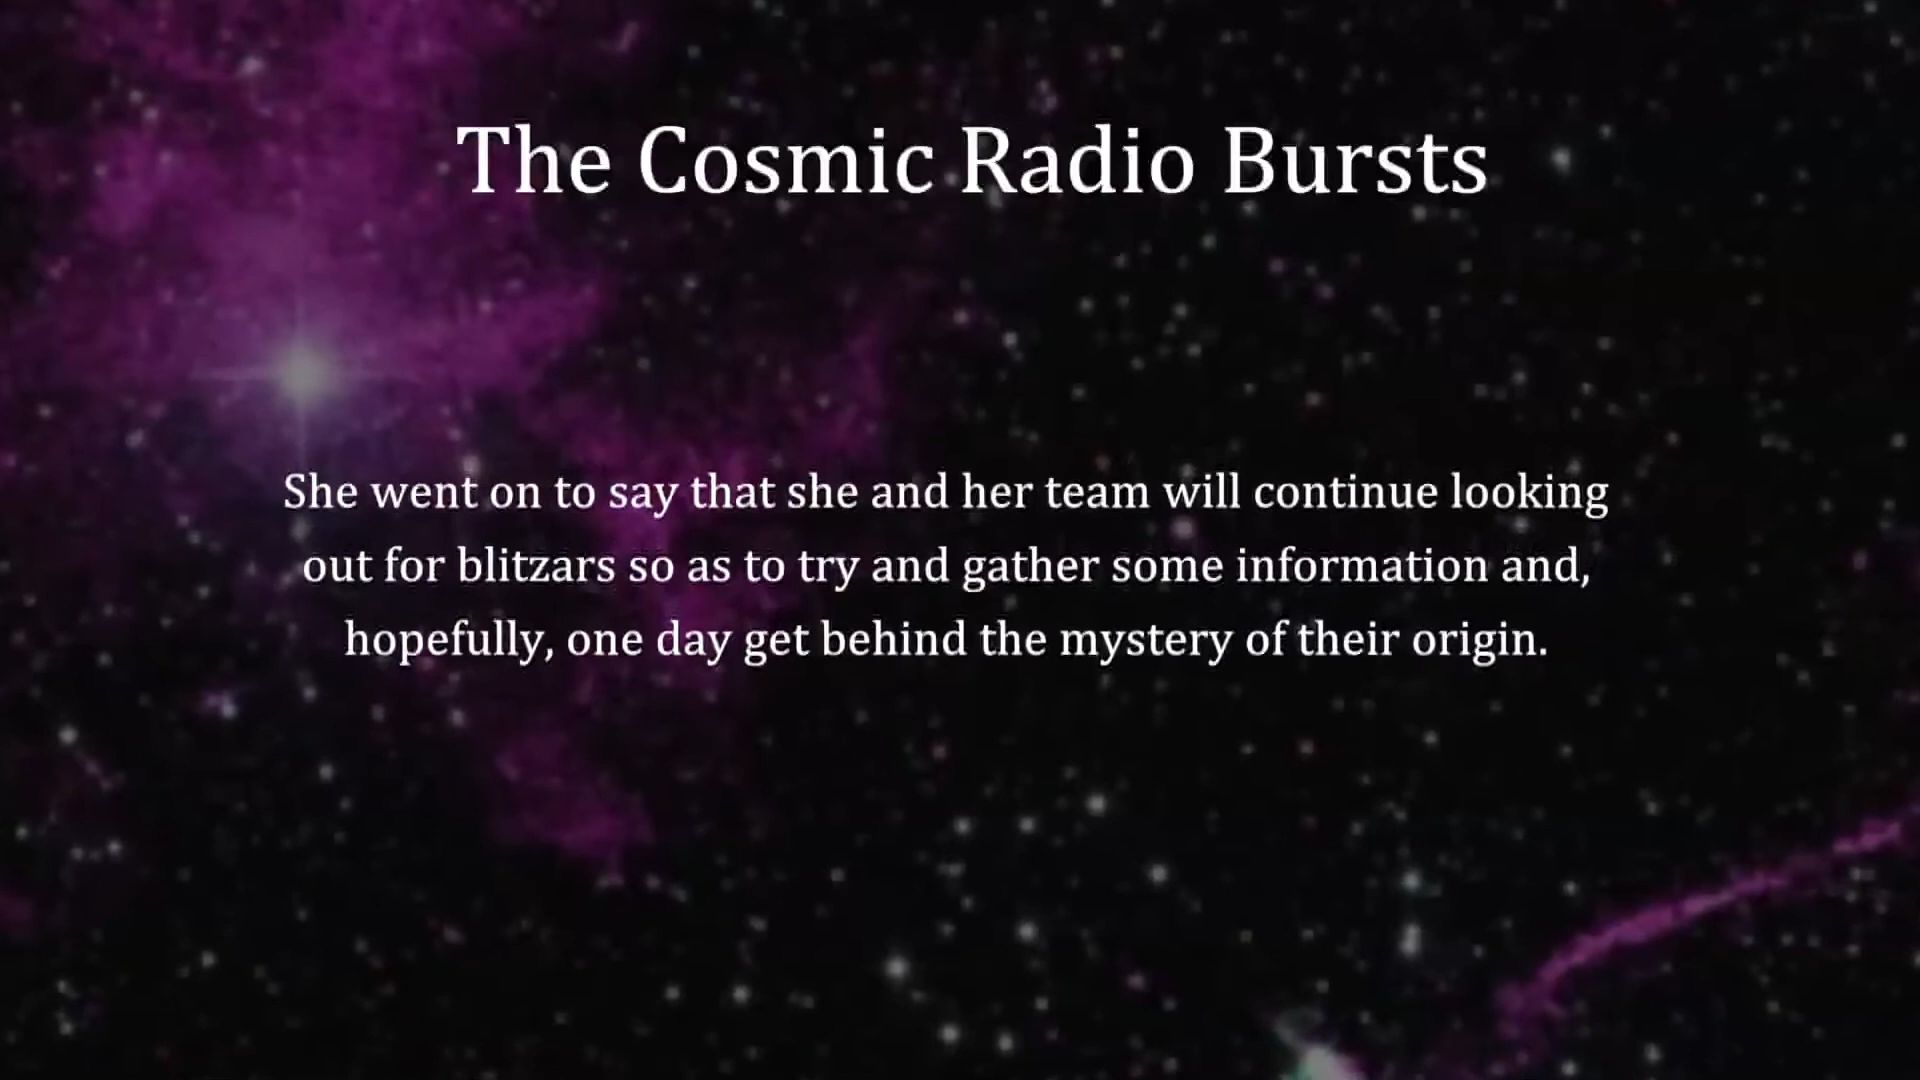 The Cosmic Radio Bursts
She went on to say that she and her team will continue looking
out for blitzars so as to try and gather some information and,
hopefully, one day get behind the mystery of their origin.